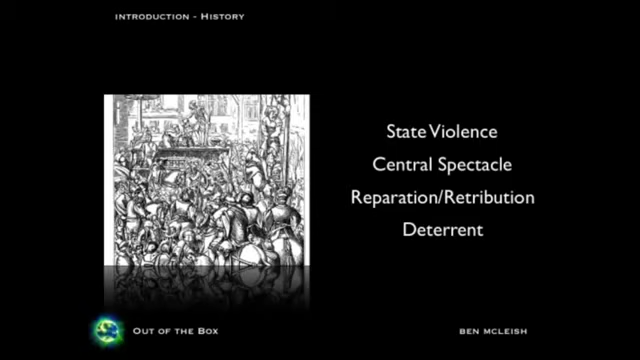 INTRODUCTION - HISTORY
State Violence
Central Spectacle
Reparation/Retribution
Deterrent
OUT OF THE BOX
BEN MCLEISH